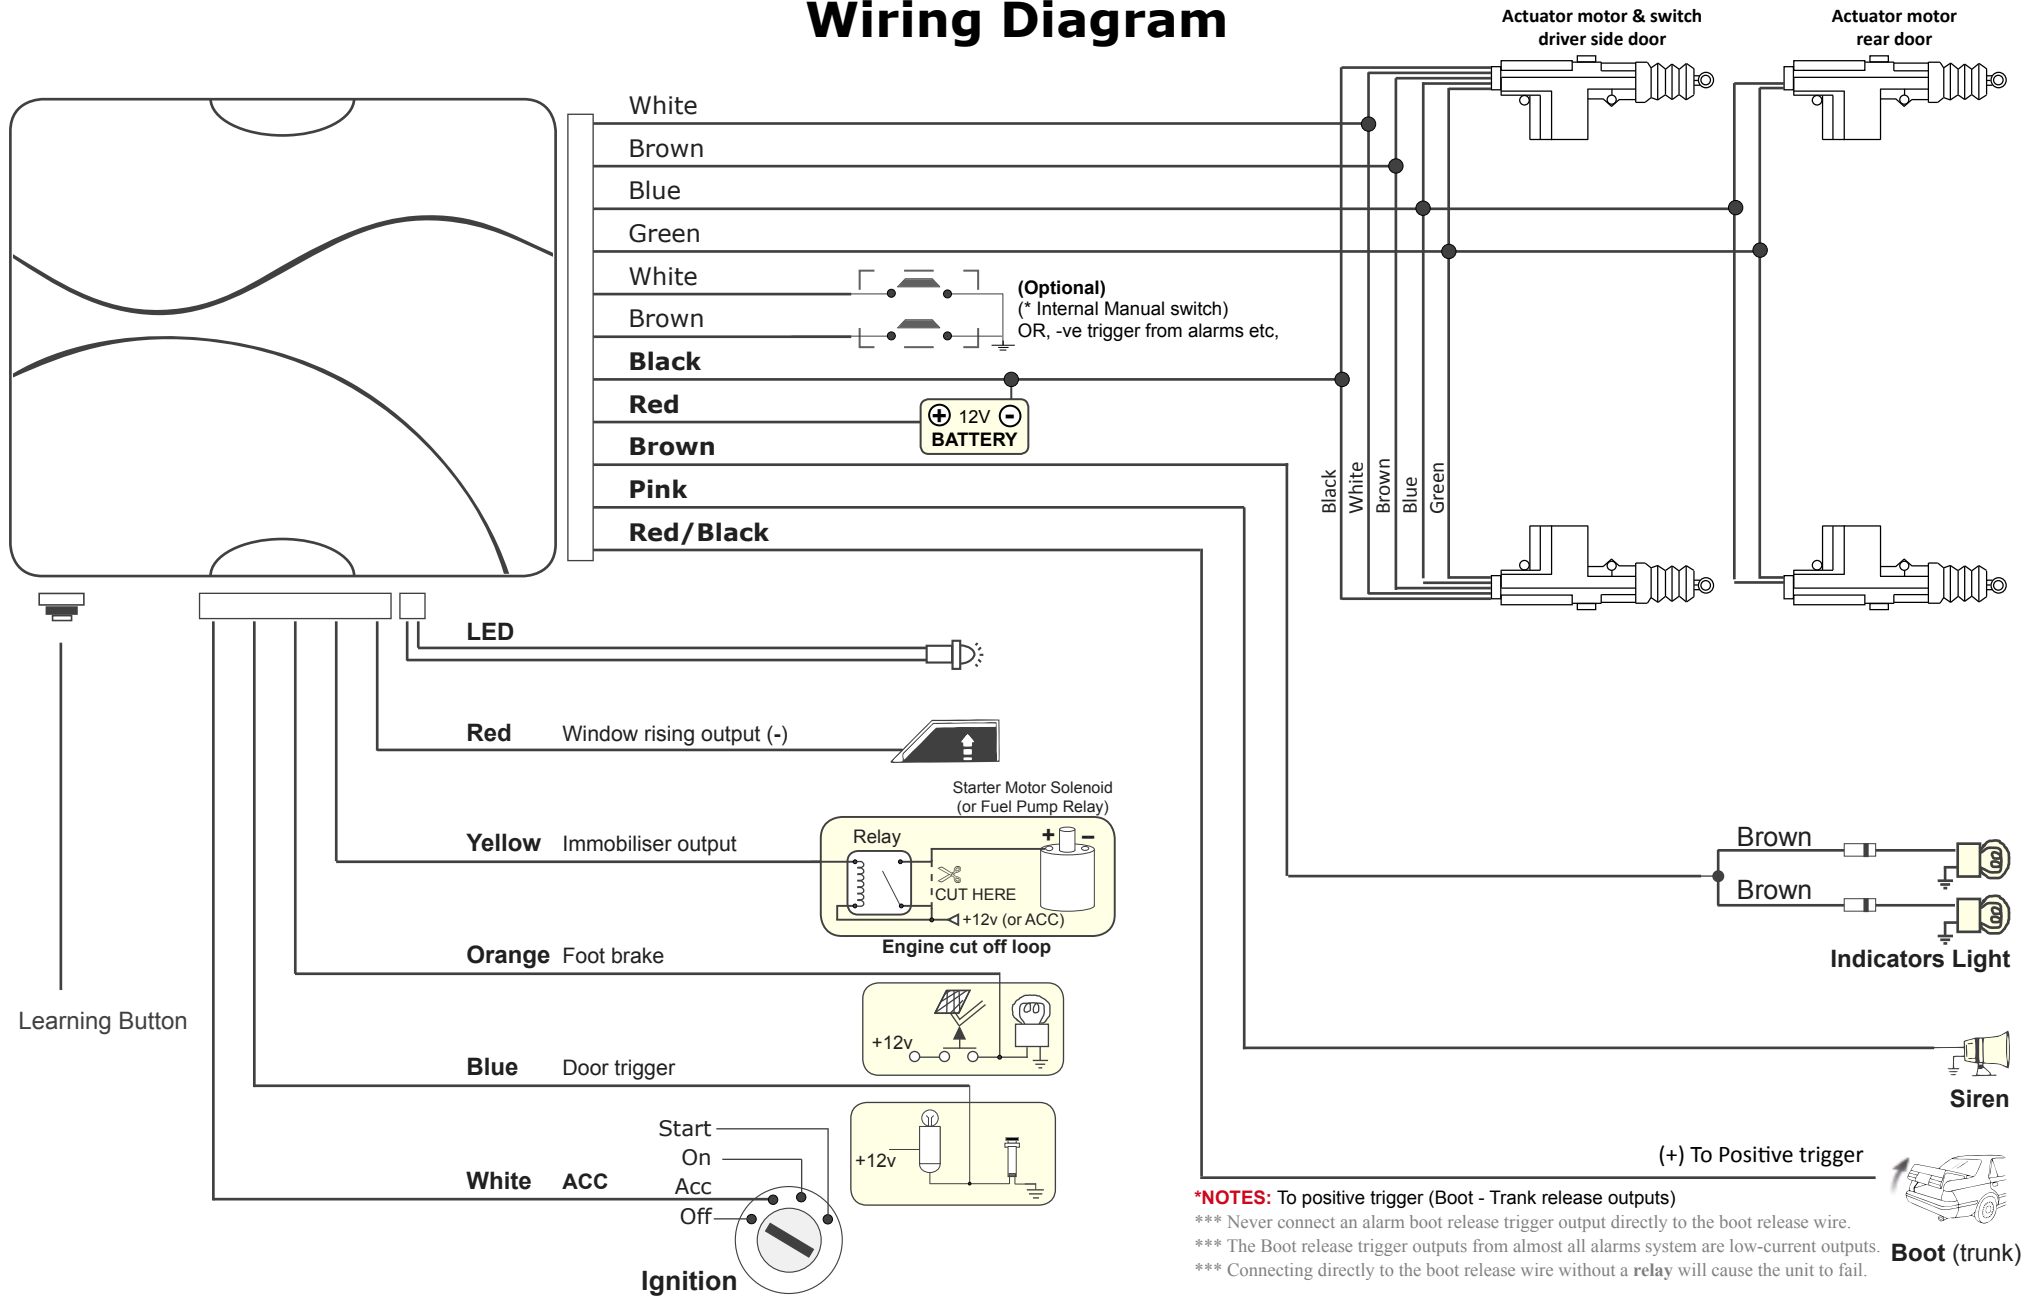 Wiring Diagram
Actuator motor & switch
driver side door
Actuator motor
rear door
White
Brown
Blue
Green
White
Brown
(Optional)
(* Internal Manual switch)
OR, -ve trigger from alarms etc,
Black
Red
+ 12V -
BATTERY
Brown
Pink
Red/Black
Black
White
Brown
Blue
Green
LED
Red Window rising output (-)
Starter Motor Solenoid
(or Fuel Pump Relay)
Yellow Immobiliser output
Relay
+ -
CUT HERE
+12v (or ACC)
Engine cut off loop
Orange Foot brake
+12v
Learning Button
Blue Door trigger
+12v
Start
On
White ACC
Acc
Off
Ignition
Brown
Brown
Indicators Light
Siren
(+) To Positive trigger
*NOTES: To positive trigger (Boot - Trank release outputs)
*** Never connect an alarm boot release trigger output directly to the boot release wire.
*** The Boot release trigger outputs from almost all alarms system are low-current outputs.
*** Connecting directly to the boot release wire without a relay will cause the unit to fail.
Boot (trunk)